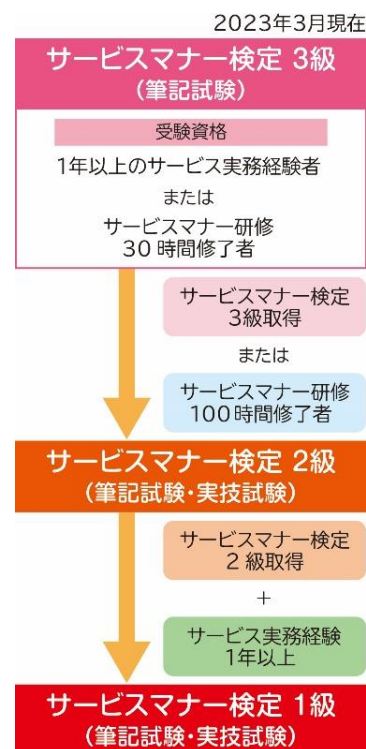 2023年3月現在
サービスマナー検定 3級
(筆記試験)
受験資格
1年以上のサービス実務経験者
または
サービスマナー研修
30時間修了者
サービスマナー検定
3級取得
または
サービスマナー研修
100時間修了者
サービスマナー検定 2級
(筆記試験・実技試験)
サービスマナー検定
2級取得
+
サービス実務経験
1年以上
サービスマナー検定 1級
(筆記試験・実技試験)